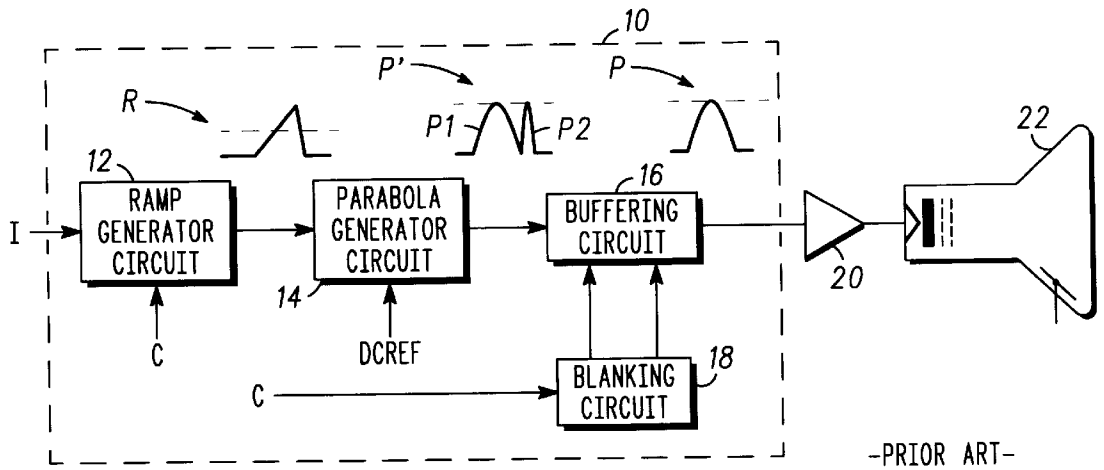 10
P'
P
R
P1
P2
22
12
16
RAMP
GENERATOR
CIRCUIT
PARABOLA
GENERATOR
CIRCUIT
BUFFERING
CIRCUIT
I
14
20
C
DCREF
18
C
BLANKING
CIRCUIT
-PRIOR ART-